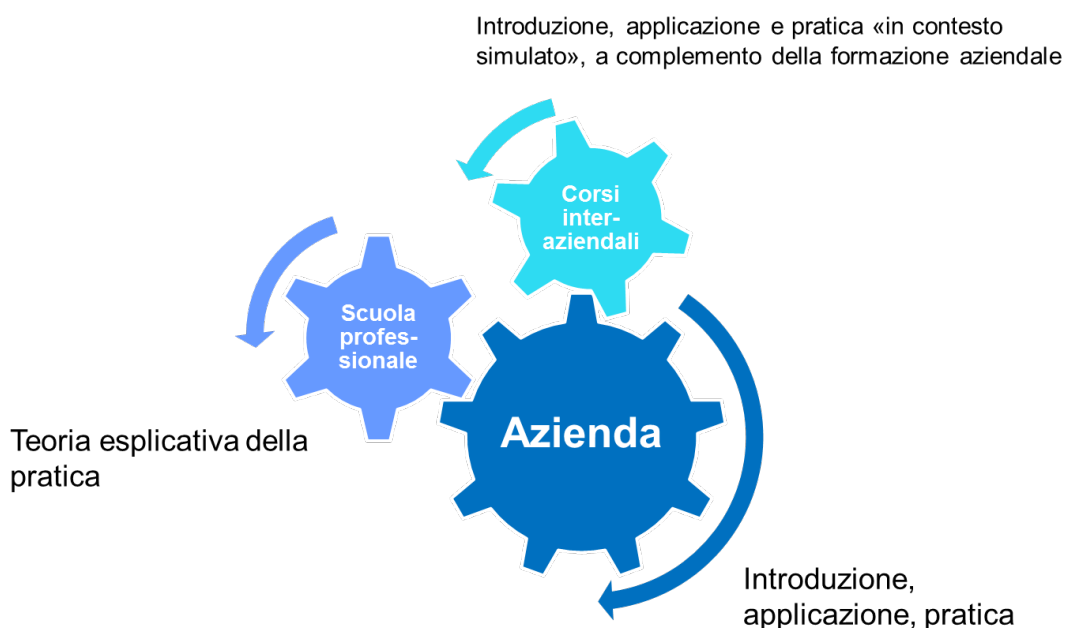 Introduzione, applicazione e pratica «in contesto
simulato», a complemento della formazione aziendale
Corsi
inter-
aziendali
Scuola
profes-
sionale
Azienda
Teoria esplicativa della
pratica
Introduzione,
applicazione, pratica